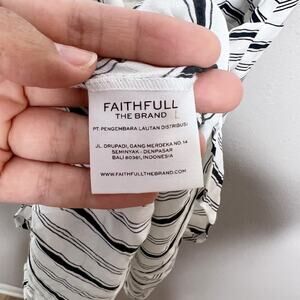 FAITHFULL
THE BRAND
L
PT. PENGEMBARA LAUTAN DISTRIBUSI
JL. DRUPADI, GANG MERDEKA NO. 14
SEMINYAK - DENPASAR
BALI 80361, INDONESIA
WWW.FAITHFULLTHEBRAND.COM